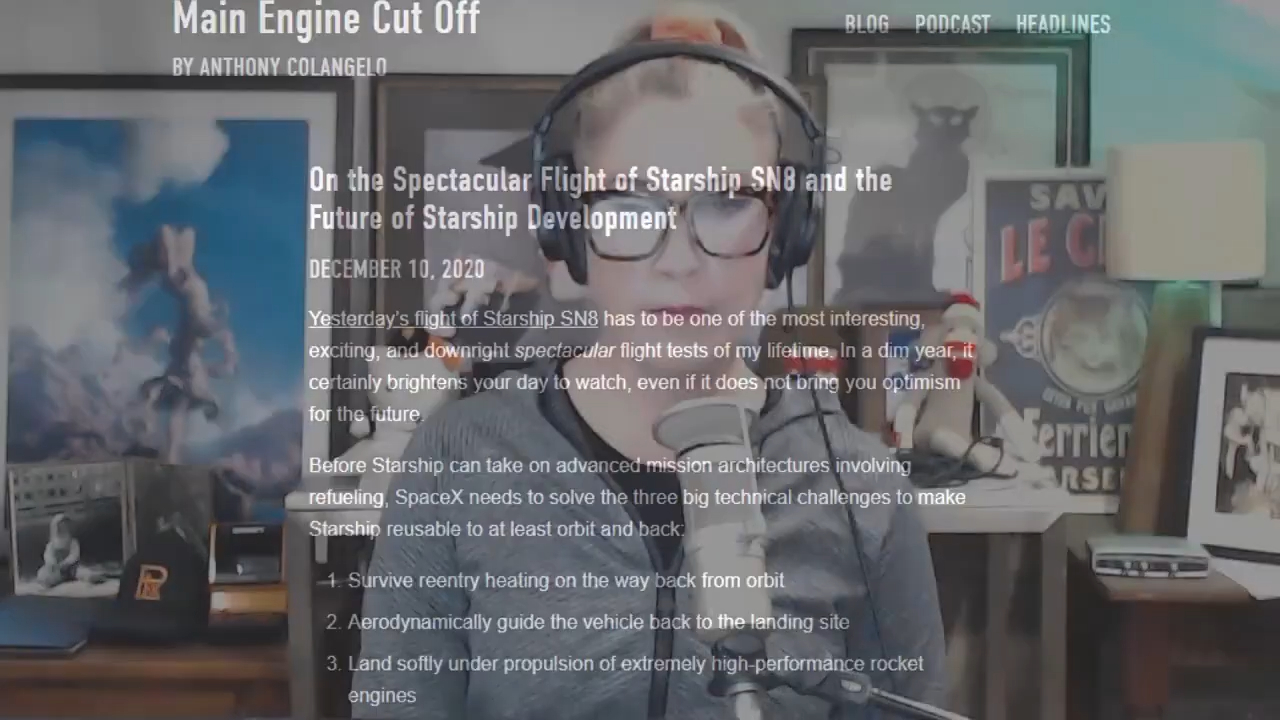 Main Engine Cut Off
BLOG PODCAST HEADLINES
BY ANTHONY COLANGELO
On the Spectacular Flight of Starship SN8 and the
Future of Starship Development
DECEMBER 10, 2020
Yesterday's flight of Starship SN8 has to be one of the most interesting,
exciting, and downright spectacular flight tests of my lifetime. In a dim year, it
certainly brightens your day to watch, even if it does not bring you optimism
for the future.
Before Starship can take on advanced mission architectures involving
refueling, SpaceX needs to solve the three big technical challenges to make
Starship reusable to at least orbit and back:
1. Survive reentry heating on the way back from orbit
2. Aerodynamically guide the vehicle back to the landing site
3. Land softly under propulsion of extremely high-performance rocket
engines
SAV
LE